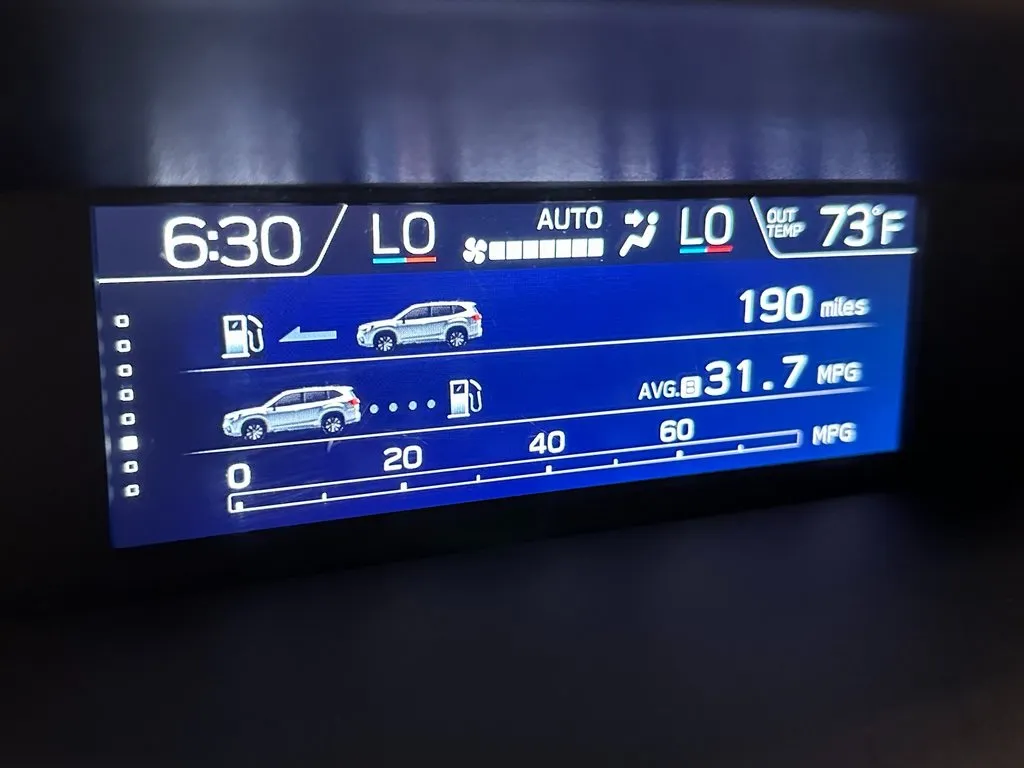 6:30 LO AUTO LO OUT TEMP 73°F
190 miles
AVG.B 31.7 MPG
0 20 40 60 MPG